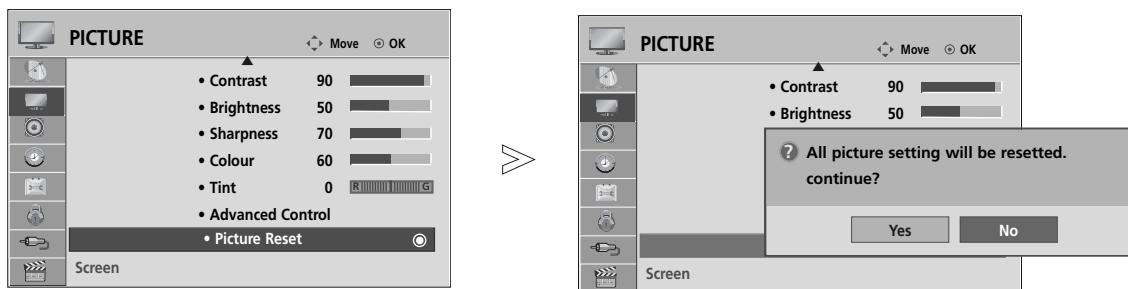 PICTURE
Move OK
• Contrast 90
• Brightness 50
• Sharpness 70
• Colour 60
• Tint 0 R G
• Advanced Control
• Picture Reset
Screen
PICTURE
Move OK
• Contrast 90
• Brightness 50
? All picture setting will be resetted.
continue?
Yes No
Screen